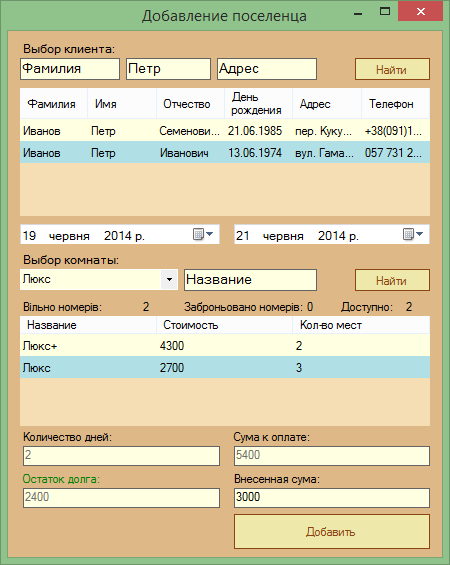 Добавление поселенца
Выбор клиента:
Фамилия Петр Адрес Найти
Фамилия Имя Отчество День рождения Адрес Телефон
Иванов Петр Семенови... 21.06.1985 пер. Куку... +38(091)1...
Иванов Петр Иванович 13.06.1974 вул. Гама... 057 731 2...
19 червня 2014 р. 21 червня 2014 р.
Выбор комнаты:
Люкс Название Найти
Вільно номерів: 2 Заброньовано номерів: 0 Доступно: 2
Название Стоимость Кол-во мест
Люкс+ 4300 2
Люкс 2700 3
Количество дней: Сума к оплате:
2 5400
Остаток долга: Внесенная сума:
2400 3000
Добавить